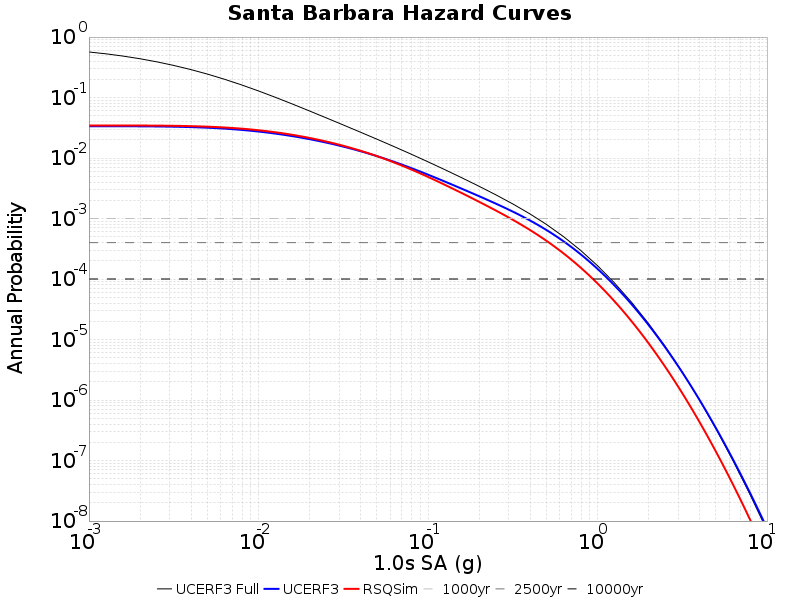 Santa Barbara Hazard Curves
Annual Probabilitiy
10^0
10^-1
10^-2
10^-3
10^-4
10^-5
10^-6
10^-7
10^-8
10^-3 10^-2 10^-1 10^0 10^1
1.0s SA (g)
UCERF3 Full UCERF3 RSQSim 1000yr 2500yr 10000yr